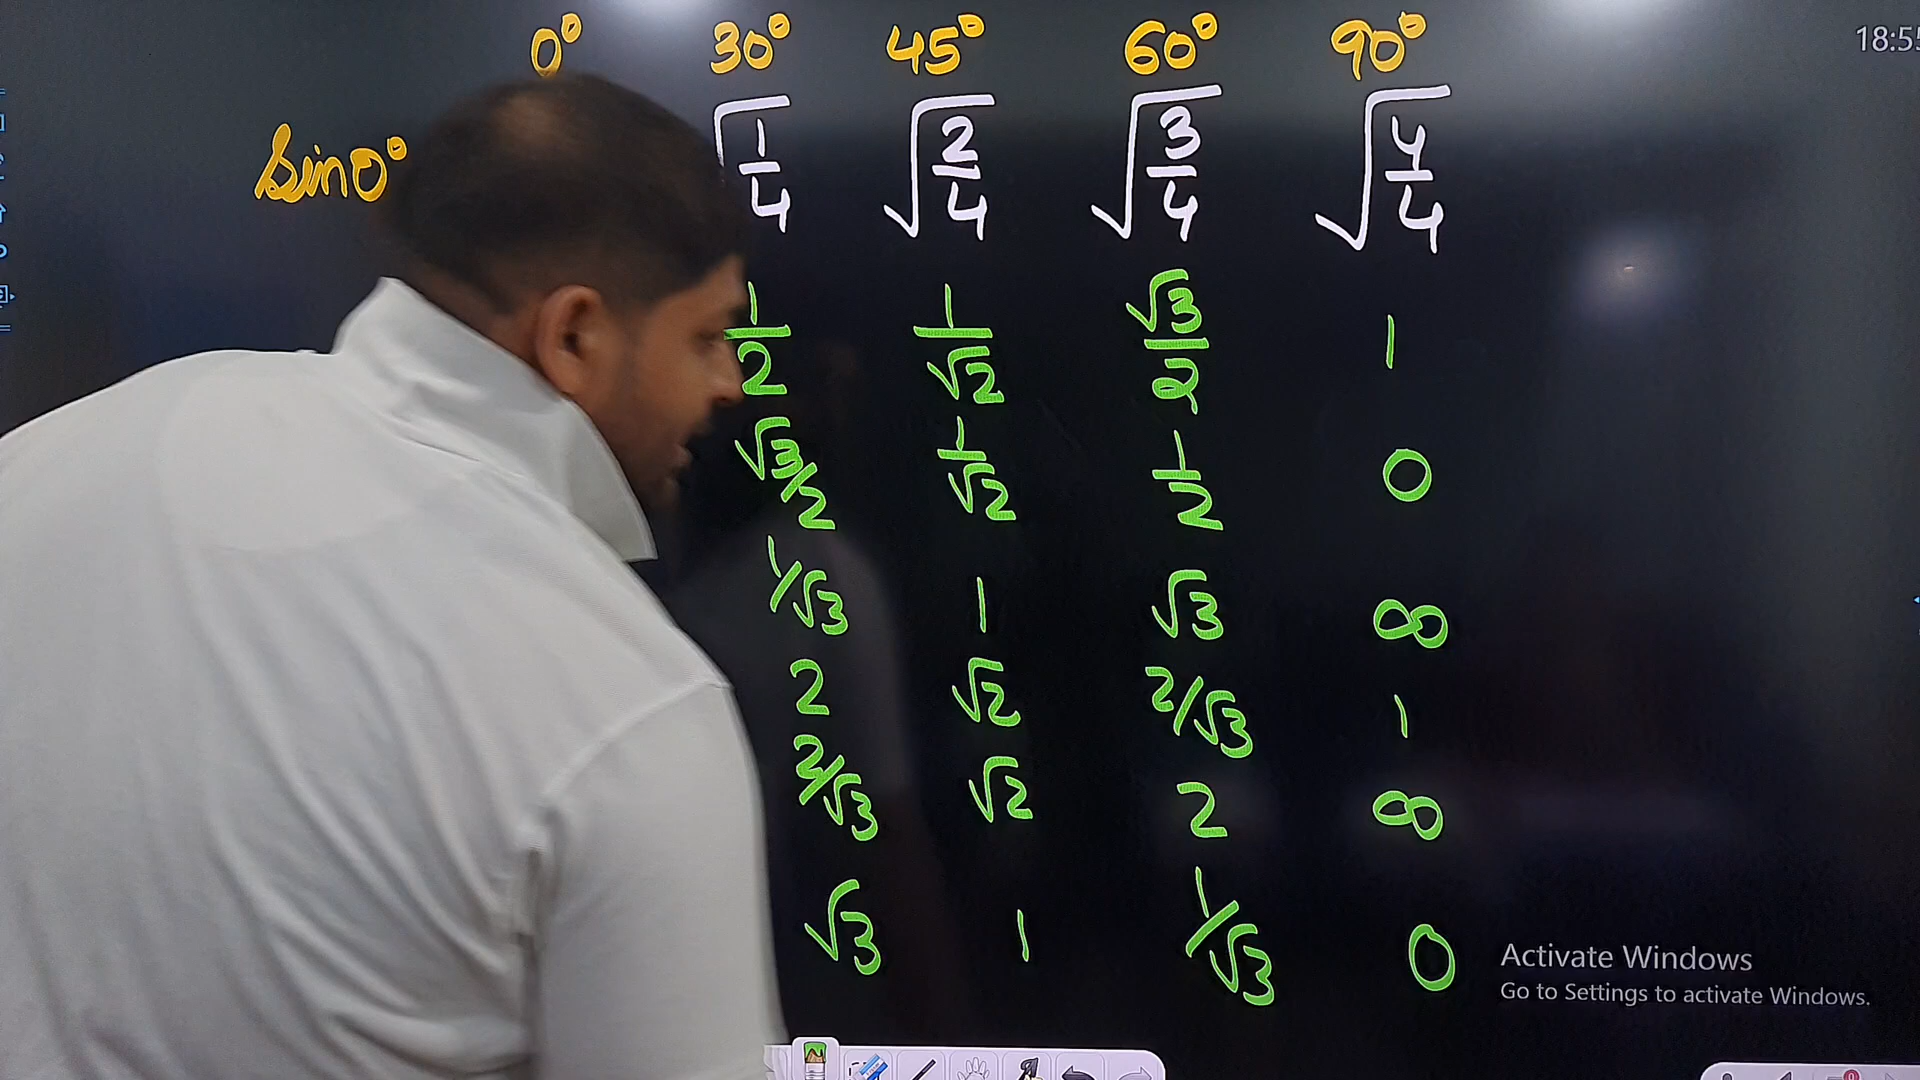 0° 30° 45° 60° 90°
18:55
sin0° √1/4 √2/4 √3/4 √4/4
1/2 1/√2 √3/2 1
√3/2 1/√2 1/2 0
1/√3 1 √3 ∞
2 √2 2/√3 1
2/√3 √2 2 ∞
√3 1 1/√3 0
Activate Windows
Go to Settings to activate Windows.